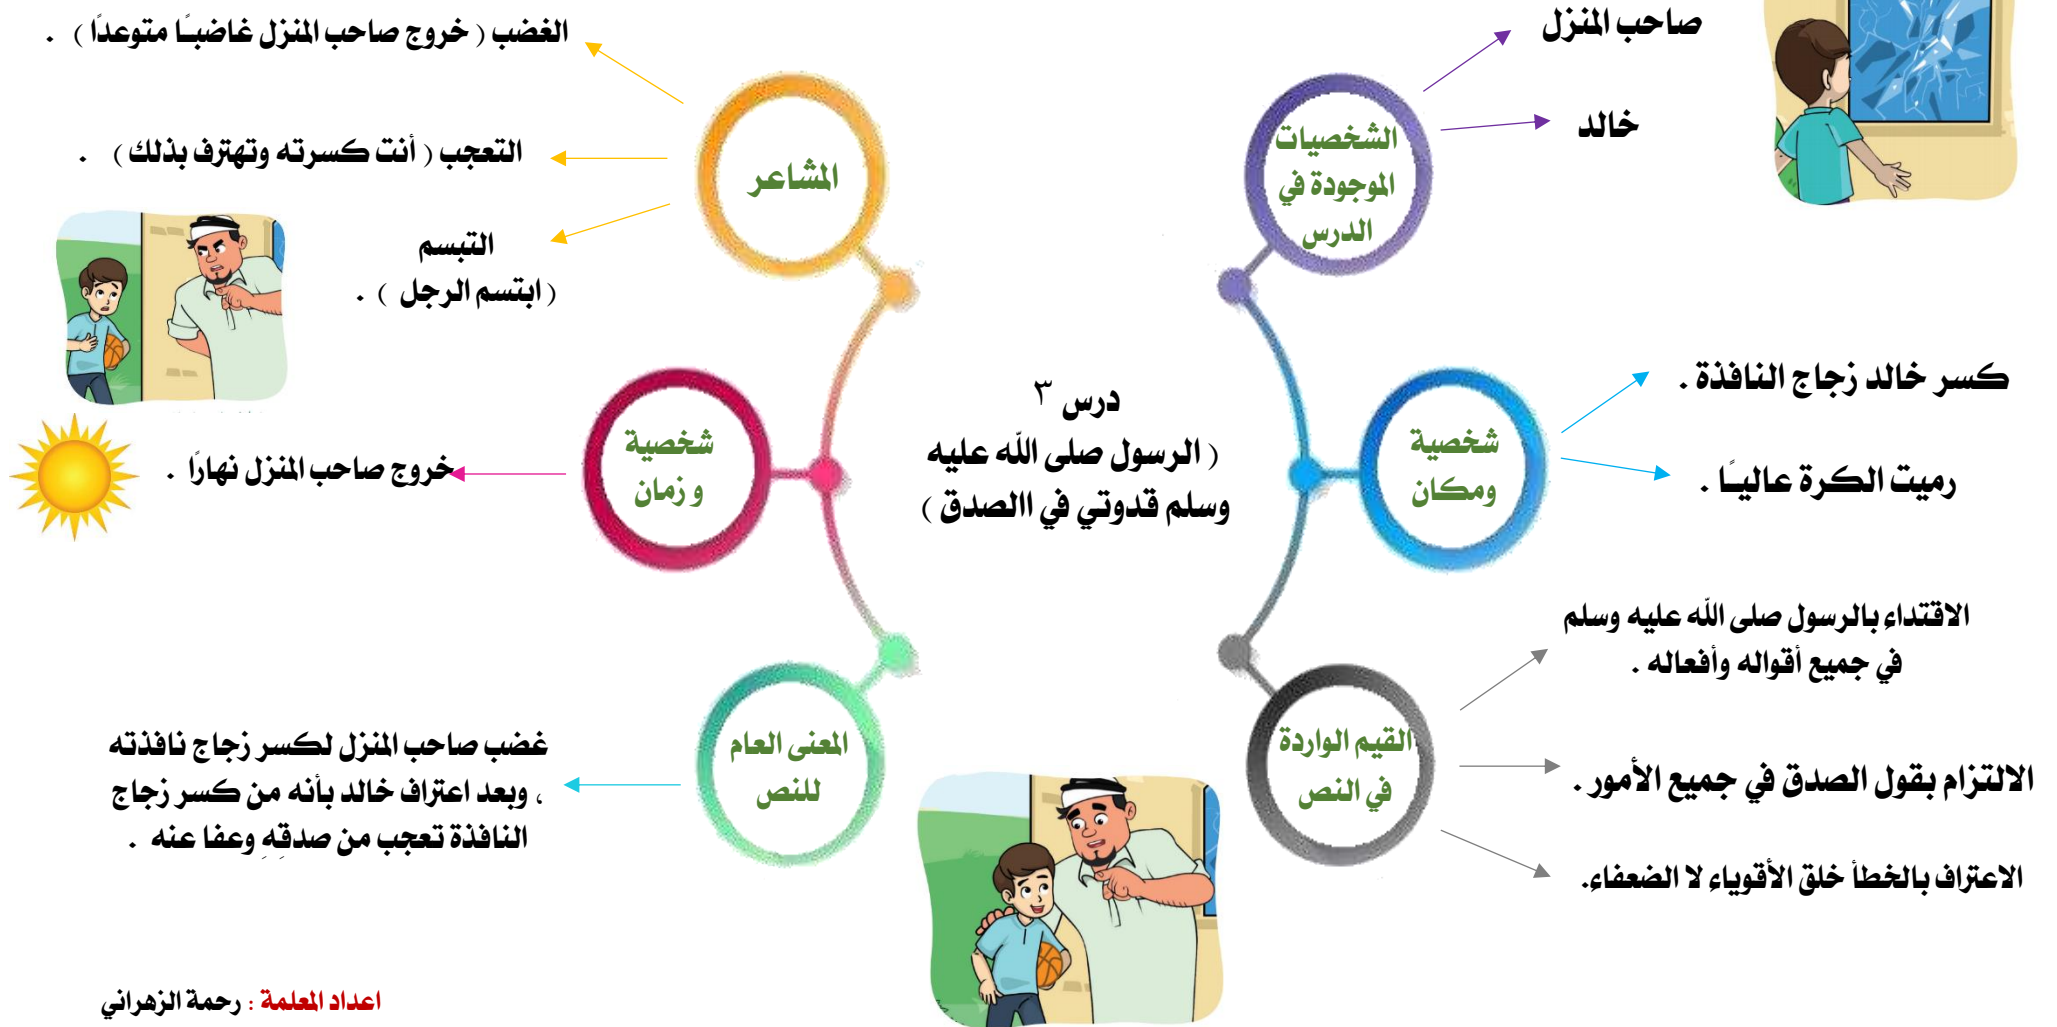 درس ٣
( الرسول صلى الله عليه
وسلم قدوتي في االصدق )
الشخصيات
الموجودة في
الدرس
صاحب المنزل
خالد
شخصية
ومكان
كسر خالد زجاج النافذة .
رميت الكرة عاليًا .
القيم الواردة
في النص
الاقتداء بالرسول صلى الله عليه وسلم
في جميع أقواله وأفعاله .
الالتزام بقول الصدق في جميع الأمور .
الاعتراف بالخطأ خلق الأقوياء لا الضعفاء.
المشاعر
الغضب ( خروج صاحب المنزل غاضبًا متوعدًا ) .
التعجب ( أنت كسرته وتهترف بذلك ) .
التبسم
( ابتسم الرجل ) .
شخصية
و زمان
خروج صاحب المنزل نهارًا .
المعنى العام
للنص
غضب صاحب المنزل لكسر زجاج نافذته
، وبعد اعتراف خالد بأنه من كسر زجاج
النافذة تعجب من صدقِهِ وعفا عنه .
اعداد المعلمة : رحمة الزهراني